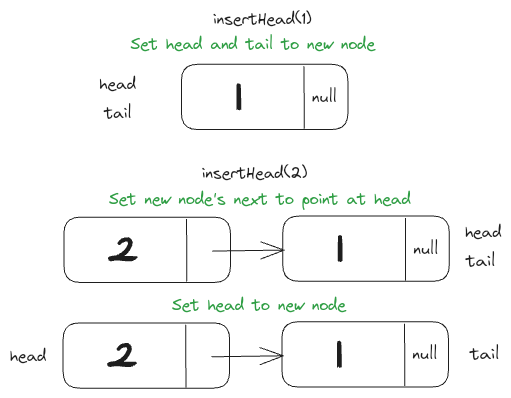 insertHead(1)
Set head and tail to new node
head
tail
1
null
insertHead(2)
Set new node's next to point at head
2
1
null
head
tail
Set head to new node
head
2
1
null
tail